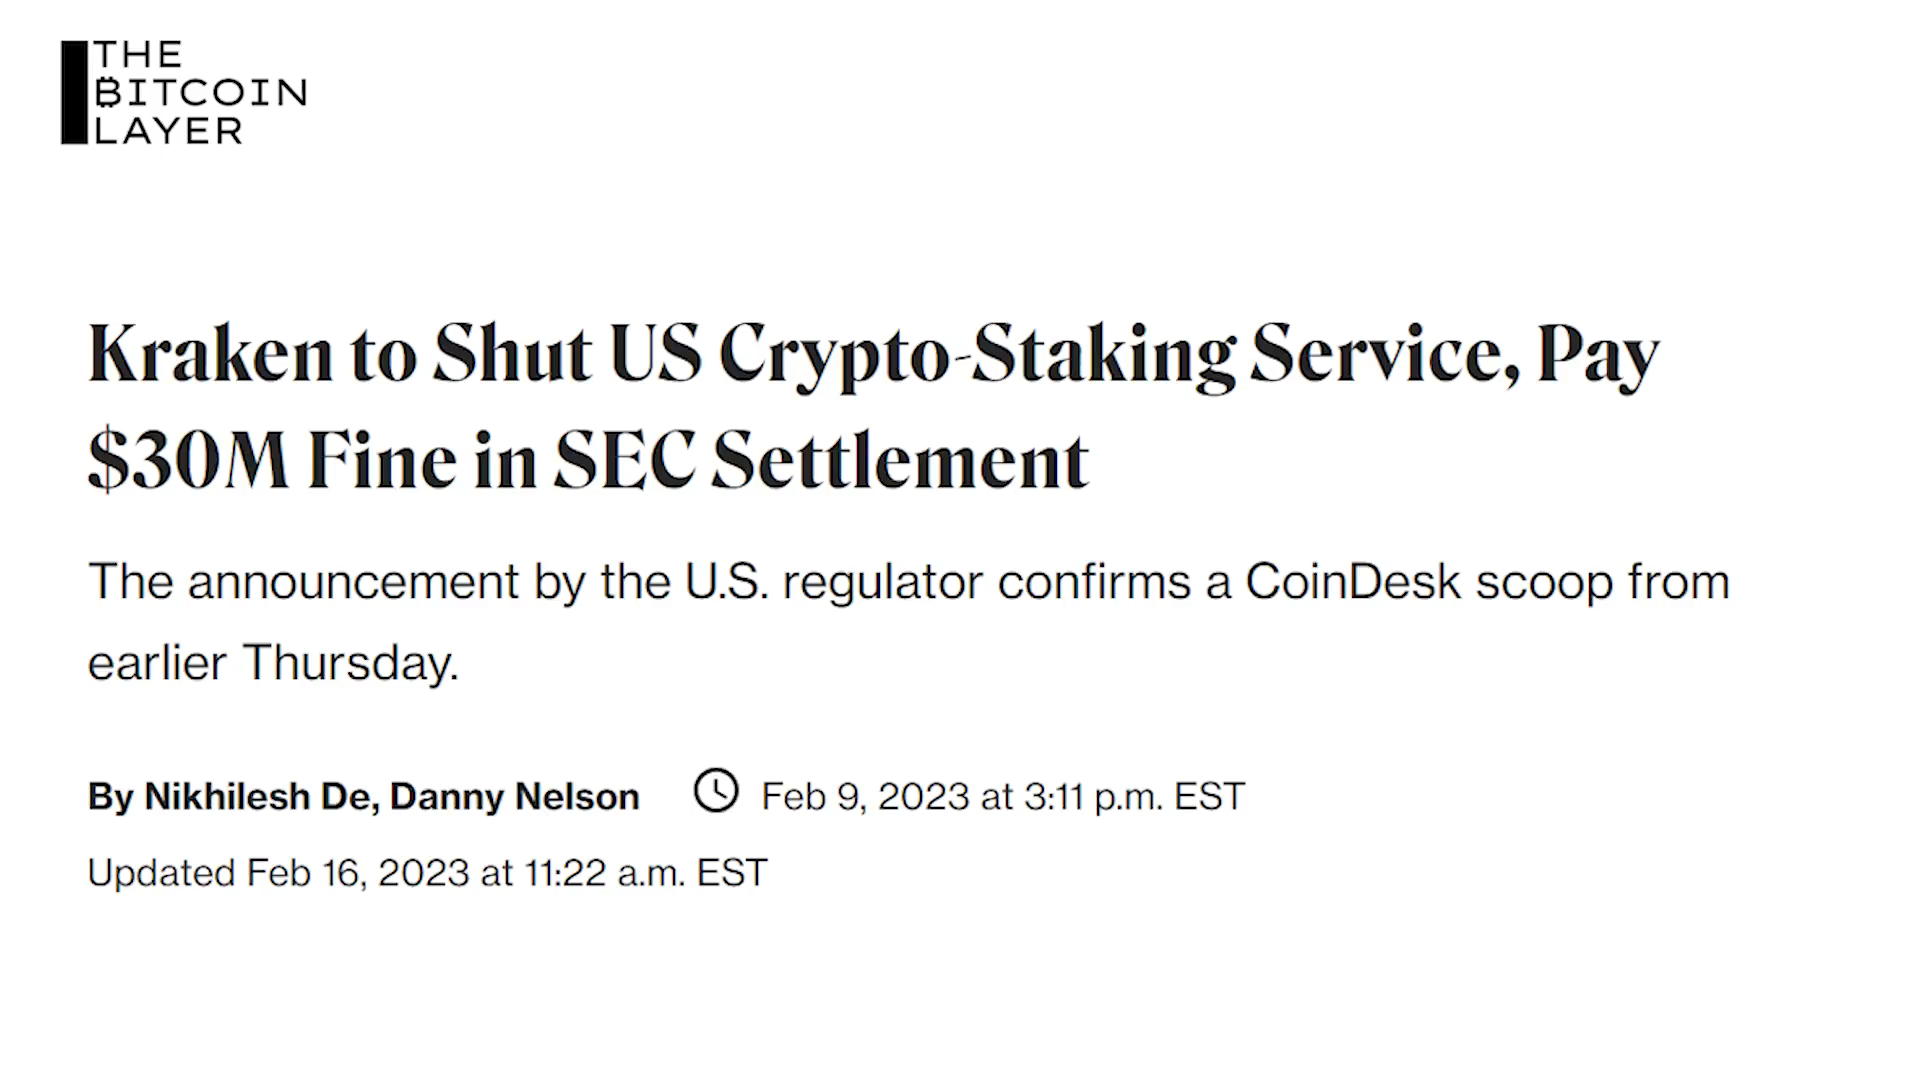 THE
BITCOIN
LAYER
Kraken to Shut US Crypto-Staking Service, Pay
$30M Fine in SEC Settlement
The announcement by the U.S. regulator confirms a CoinDesk scoop from
earlier Thursday.
By Nikhilesh De, Danny Nelson Feb 9, 2023 at 3:11 p.m. EST
Updated Feb 16, 2023 at 11:22 a.m. EST